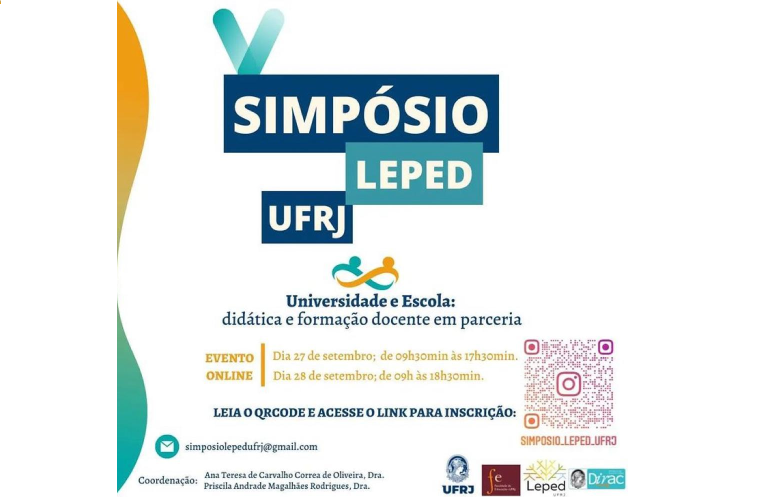 V
SIMPÓSIO
LEPED
UFRJ
Universidade e Escola:
didática e formação docente em parceria
EVENTO
ONLINE
Dia 27 de setembro; de 09h30min às 17h30min.
Dia 28 de setembro; de 09h às 18h30min.
LEIA O QRCODE E ACESSE O LINK PARA INSCRIÇÃO:
SIMPOSIO_LEPED_UFRJ
simposiolepedufrj@gmail.com
Coordenação:
Ana Teresa de Carvalho Correa de Oliveira, Dra.
Priscila Andrade Magalhães Rodrigues, Dra.
UFRJ
fe
Leped
UFRJ
Dirac